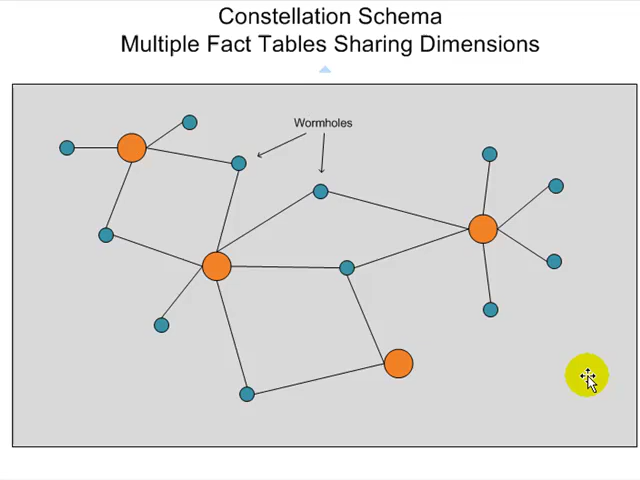 Constellation Schema
Multiple Fact Tables Sharing Dimensions
Wormholes